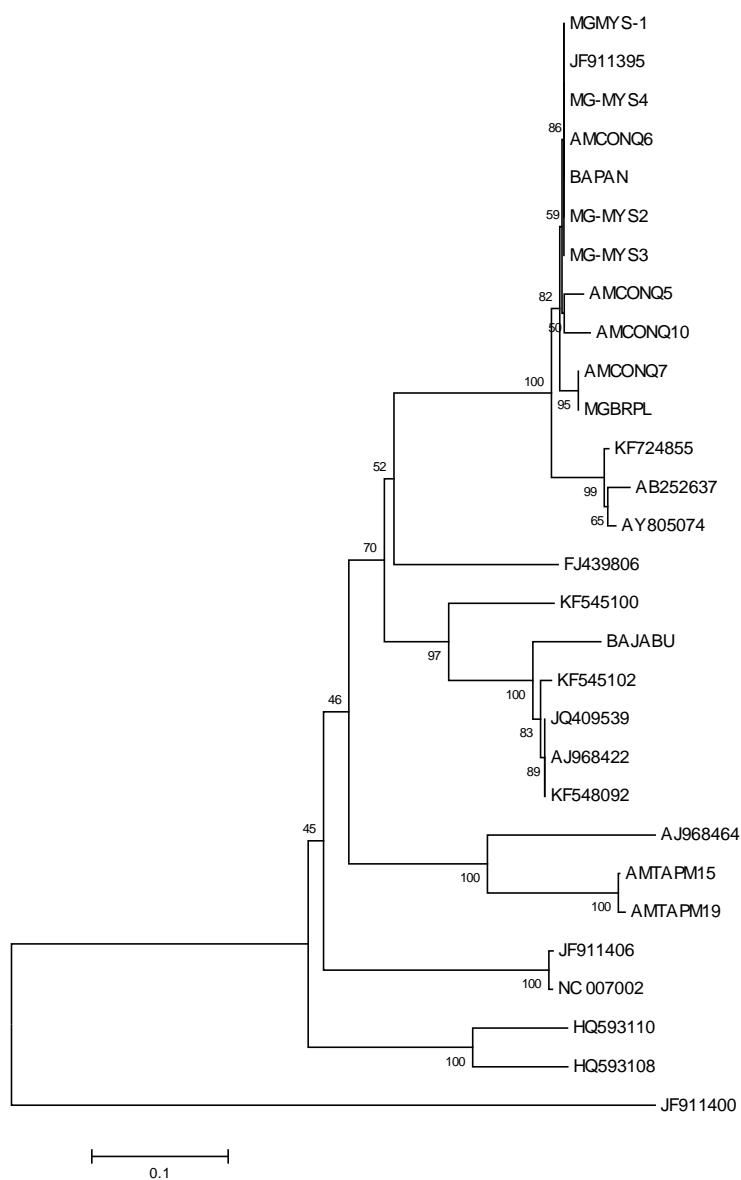 MGMYS-1
JF911395
MG-MYS4
86
AMCONQ6
BAPAN
59
MG-MYS2
MG-MYS3
82
AMCONQ5
50
AMCONQ10
100
AMCONQ7
95
MGBRPL
KF724855
52
99
AB252637
65
AY805074
70
FJ439806
KF545100
97
BAJABU
100
KF545102
46
JQ409539
83
AJ968422
89
KF548092
45
AJ968464
100
AMTAPM15
100
AMTAPM19
JF911406
100
NC 007002
HQ593110
100
HQ593108
JF911400
0.1